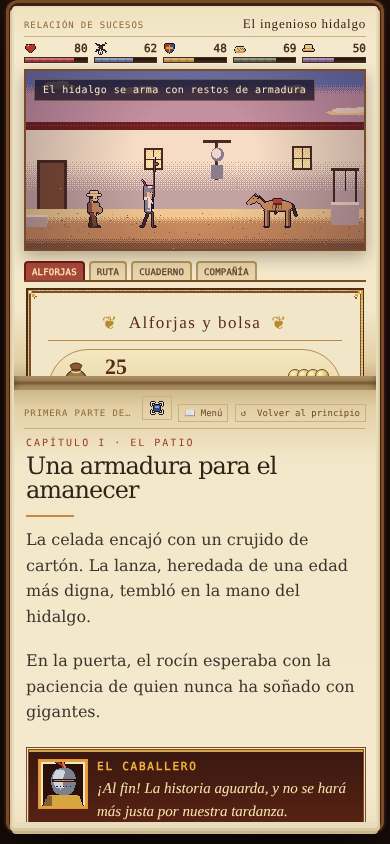 RELACIÓN DE SUCESOS
El ingenioso hidalgo
80
62
48
69
50
El hidalgo se arma con restos de armadura
ALFORJAS
RUTA
CUADERNO
COMPAÑÍA
Alforjas y bolsa
25
PRIMERA PARTE DE…
Menú
Volver al principio
CAPÍTULO I · EL PATIO
Una armadura para el
amanecer
La celada encajó con un crujido de
cartón. La lanza, heredada de una edad
más digna, tembló en la mano del
hidalgo.
En la puerta, el rocín esperaba con la
paciencia de quien nunca ha soñado con
gigantes.
EL CABALLERO
¡Al fin! La historia aguarda, y no se hará
más justa por nuestra tardanza.